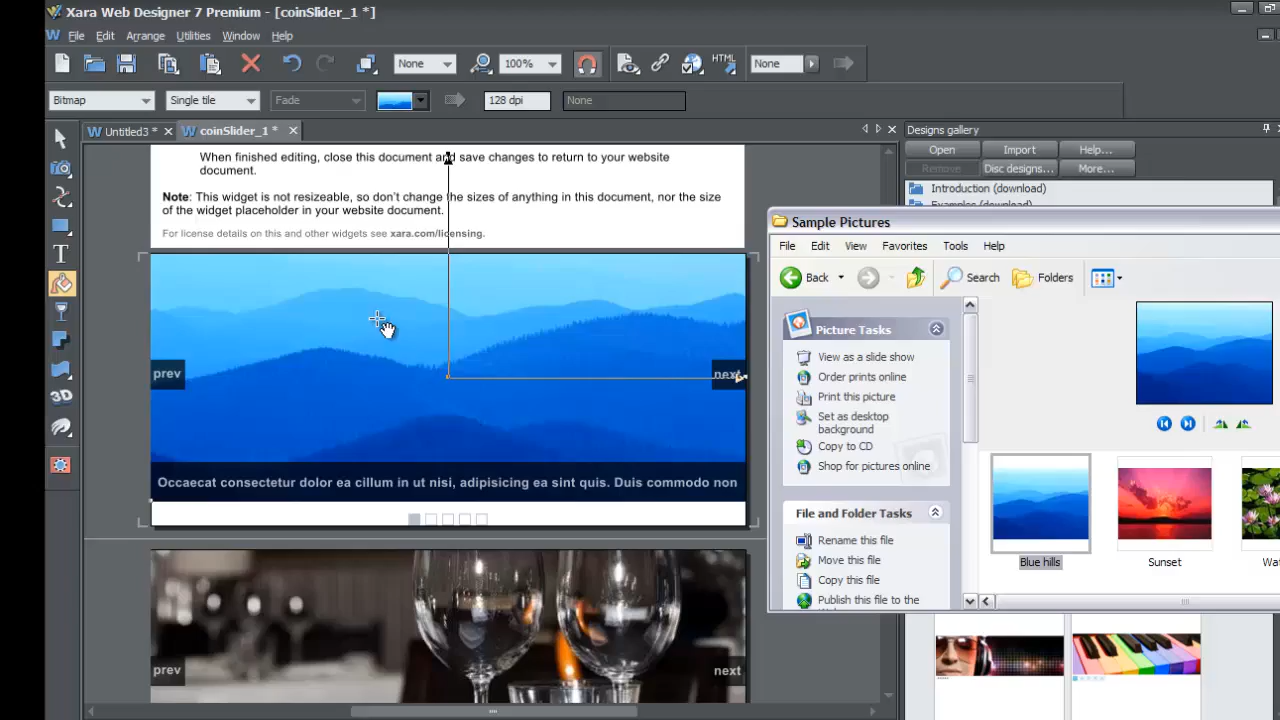 Xara Web Designer 7 Premium - [coinSlider_1 *]
File Edit Arrange Utilities Window Help
None 100% HTML None
Bitmap Single tile Fade 128 dpi None
Untitled3 * coinSlider_1 *
Designs gallery
Open Import Help...
Remove Disc designs... More...
Introduction (download)
Examples (download)
When finished editing, close this document and save changes to return to your website
document.
Note: This widget is not resizeable, so don't change the sizes of anything in this document, nor the size
of the widget placeholder in your website document.
For license details on this and other widgets see xara.com/licensing.
prev next
Occaecat consectetur dolor ea cillum in ut nisi, adipisicing ea sint quis. Duis commodo non
prev next
T
3D
Sample Pictures
File Edit View Favorites Tools Help
Back Search Folders
Picture Tasks
View as a slide show
Order prints online
Print this picture
Set as desktop
background
Copy to CD
Shop for pictures online
File and Folder Tasks
Rename this file
Move this file
Copy this file
Publish this file to the
Blue hills Sunset